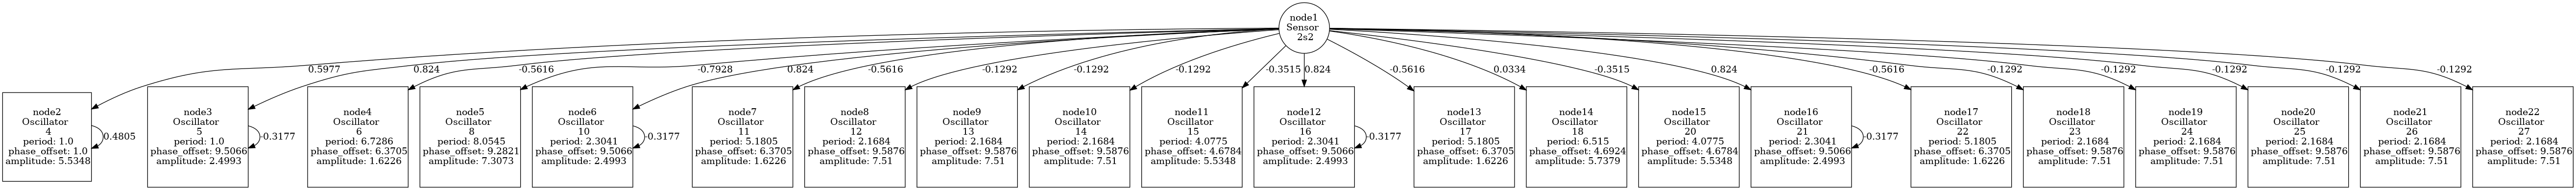 node1
Sensor
2s2
0.5977
0.824
-0.5616
-0.7928
0.824
-0.5616
-0.1292
-0.1292
-0.1292
-0.3515
0.824
-0.5616
0.0334
-0.3515
0.824
-0.5616
-0.1292
-0.1292
-0.1292
-0.1292
-0.1292
node2
Oscillator
4
period: 1.0
phase_offset: 1.0
amplitude: 5.5348
0.4805
node3
Oscillator
5
period: 1.0
phase_offset: 9.5066
amplitude: 2.4993
-0.3177
node4
Oscillator
6
period: 6.7286
phase_offset: 6.3705
amplitude: 1.6226
node5
Oscillator
8
period: 8.0545
phase_offset: 9.2821
amplitude: 7.3073
node6
Oscillator
10
period: 2.3041
phase_offset: 9.5066
amplitude: 2.4993
-0.3177
node7
Oscillator
11
period: 5.1805
phase_offset: 6.3705
amplitude: 1.6226
node8
Oscillator
12
period: 2.1684
phase_offset: 9.5876
amplitude: 7.51
node9
Oscillator
13
period: 2.1684
phase_offset: 9.5876
amplitude: 7.51
node10
Oscillator
14
period: 2.1684
phase_offset: 9.5876
amplitude: 7.51
node11
Oscillator
15
period: 4.0775
phase_offset: 4.6784
amplitude: 5.5348
node12
Oscillator
16
period: 2.3041
phase_offset: 9.5066
amplitude: 2.4993
-0.3177
node13
Oscillator
17
period: 5.1805
phase_offset: 6.3705
amplitude: 1.6226
node14
Oscillator
18
period: 6.515
phase_offset: 4.6924
amplitude: 5.7379
node15
Oscillator
20
period: 4.0775
phase_offset: 4.6784
amplitude: 5.5348
node16
Oscillator
21
period: 2.3041
phase_offset: 9.5066
amplitude: 2.4993
-0.3177
node17
Oscillator
22
period: 5.1805
phase_offset: 6.3705
amplitude: 1.6226
node18
Oscillator
23
period: 2.1684
phase_offset: 9.5876
amplitude: 7.51
node19
Oscillator
24
period: 2.1684
phase_offset: 9.5876
amplitude: 7.51
node20
Oscillator
25
period: 2.1684
phase_offset: 9.5876
amplitude: 7.51
node21
Oscillator
26
period: 2.1684
phase_offset: 9.5876
amplitude: 7.51
node22
Oscillator
27
period: 2.1684
phase_offset: 9.5876
amplitude: 7.51